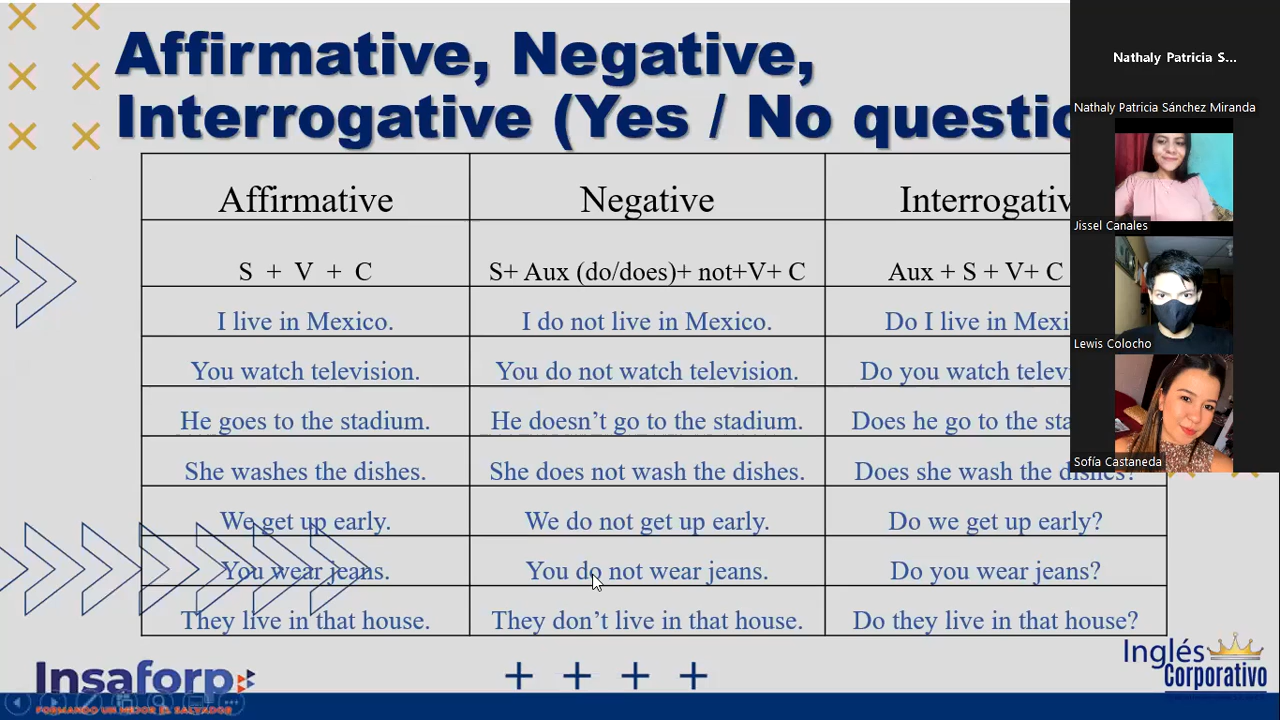 Affirmative, Negative,
Interrogative (Yes / No questio
Affirmative Negative Interrogativ
S + V + C S+ Aux (do/does)+ not+V+ C Aux + S + V+ C
I live in Mexico. I do not live in Mexico. Do I live in Mexi
You watch television. You do not watch television. Do you watch telev
He goes to the stadium. He doesn’t go to the stadium. Does he go to the sta
She washes the dishes. She does not wash the dishes. Does she wash the dishes?
We get up early. We do not get up early. Do we get up early?
You wear jeans. You do not wear jeans. Do you wear jeans?
They live in that house. They don’t live in that house. Do they live in that house?
Nathaly Patricia S...
Nathaly Patricia Sánchez Miranda
Jissel Canales
Lewis Colocho
Sofía Castaneda
Insaforp
FORMANDO UN MEJOR EL SALVADOR
Inglés
Corporativo